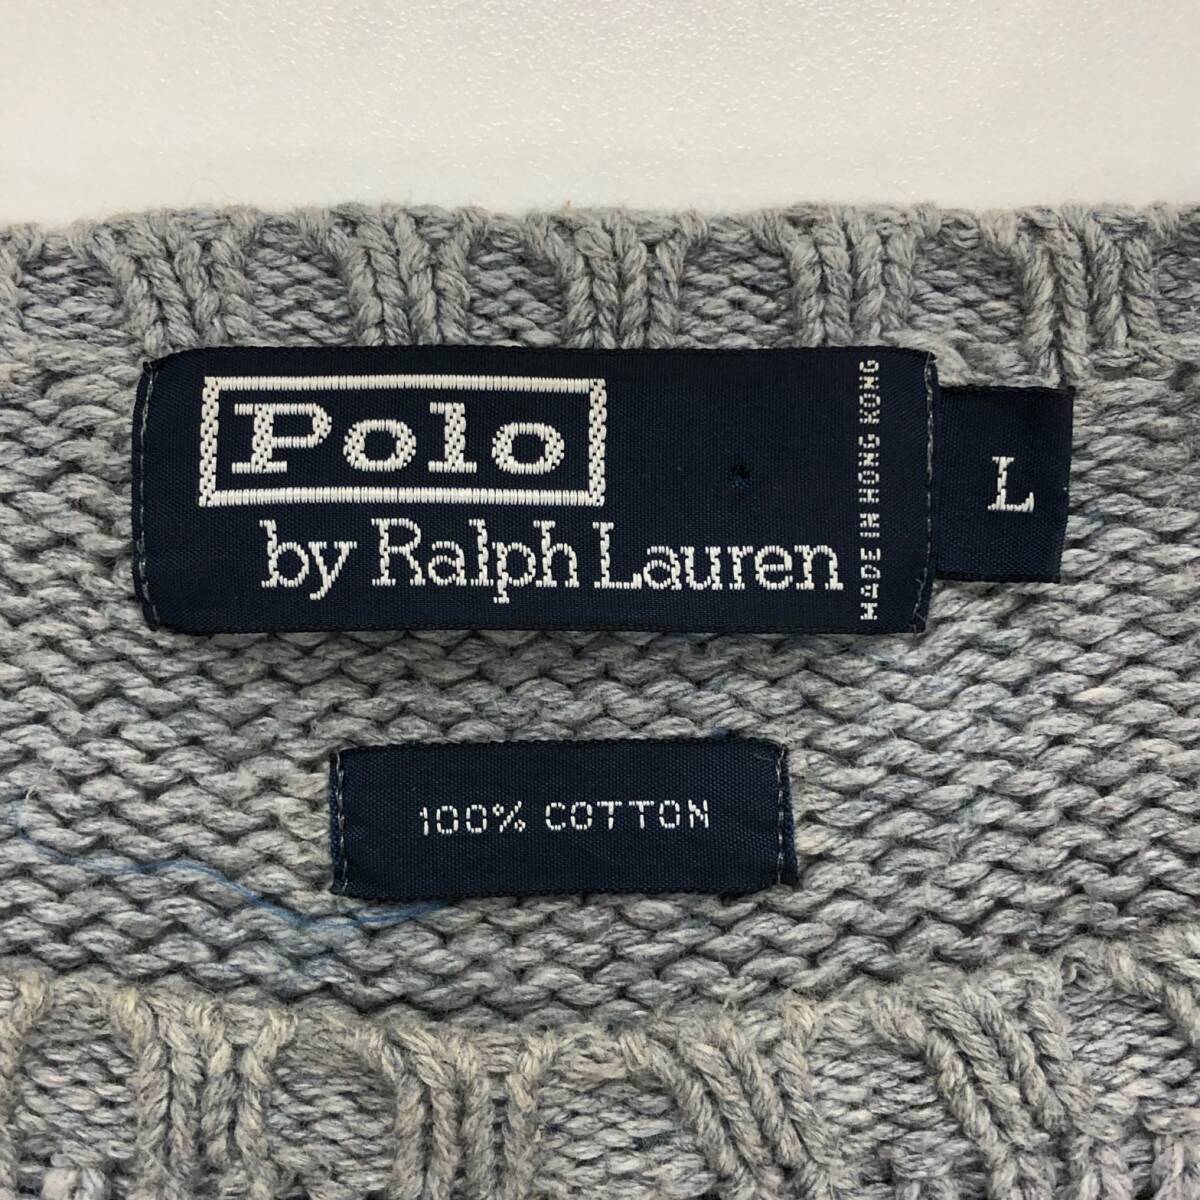 Polo
by Ralph Lauren
MADE IN HONG KONG
L
100% COTTON